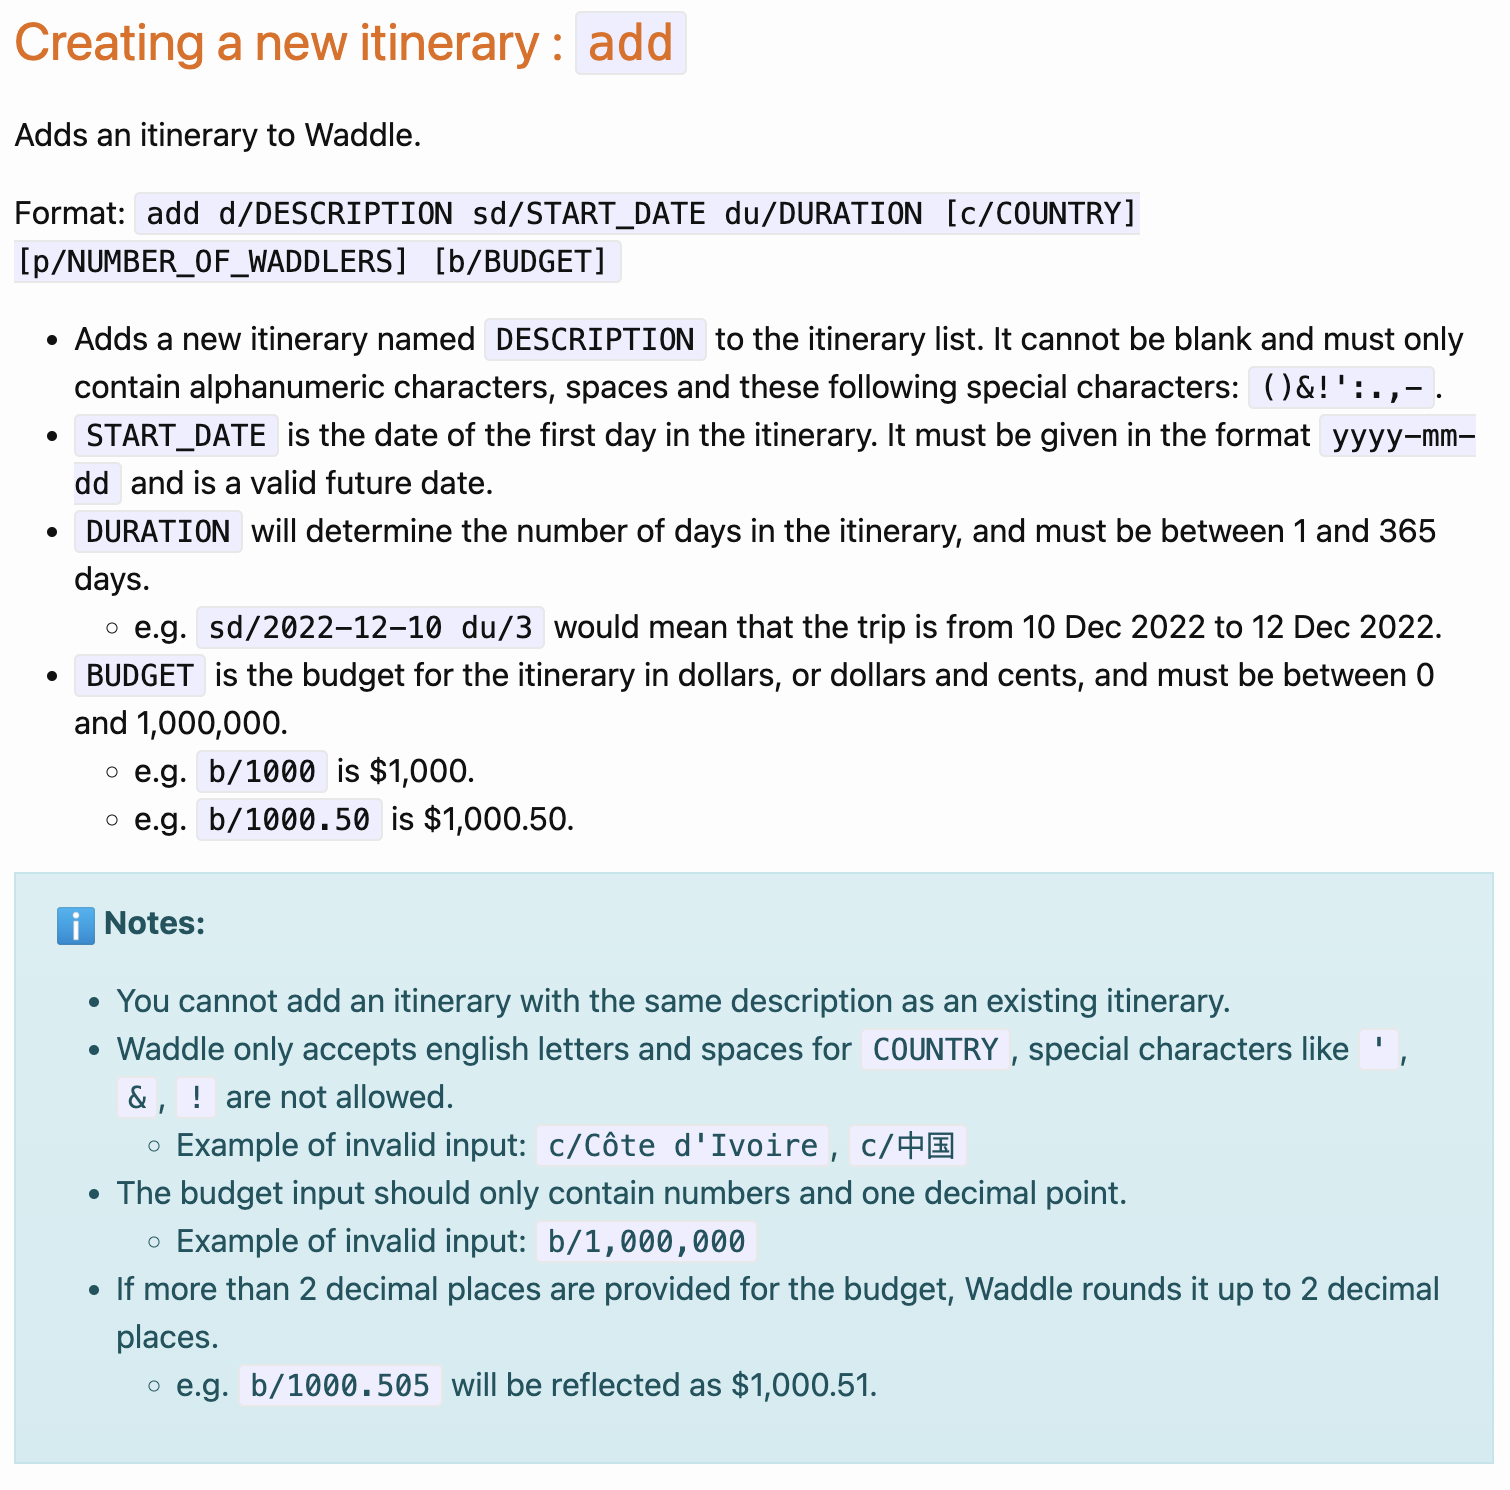 Creating a new itinerary : add
Adds an itinerary to Waddle.
Format: add d/DESCRIPTION sd/START_DATE du/DURATION [c/COUNTRY]
[p/NUMBER_OF_WADDLERS] [b/BUDGET]
• Adds a new itinerary named DESCRIPTION to the itinerary list. It cannot be blank and must only
contain alphanumeric characters, spaces and these following special characters: ()&!':.,-.
• START_DATE is the date of the first day in the itinerary. It must be given in the format yyyy-mm-
dd and is a valid future date.
• DURATION will determine the number of days in the itinerary, and must be between 1 and 365
days.
◦ e.g. sd/2022-12-10 du/3 would mean that the trip is from 10 Dec 2022 to 12 Dec 2022.
• BUDGET is the budget for the itinerary in dollars, or dollars and cents, and must be between 0
and 1,000,000.
◦ e.g. b/1000 is $1,000.
◦ e.g. b/1000.50 is $1,000.50.
ℹ️ Notes:
• You cannot add an itinerary with the same description as an existing itinerary.
• Waddle only accepts english letters and spaces for COUNTRY, special characters like ',
&, ! are not allowed.
◦ Example of invalid input: c/Côte d'Ivoire, c/中国
• The budget input should only contain numbers and one decimal point.
◦ Example of invalid input: b/1,000,000
• If more than 2 decimal places are provided for the budget, Waddle rounds it up to 2 decimal
places.
◦ e.g. b/1000.505 will be reflected as $1,000.51.